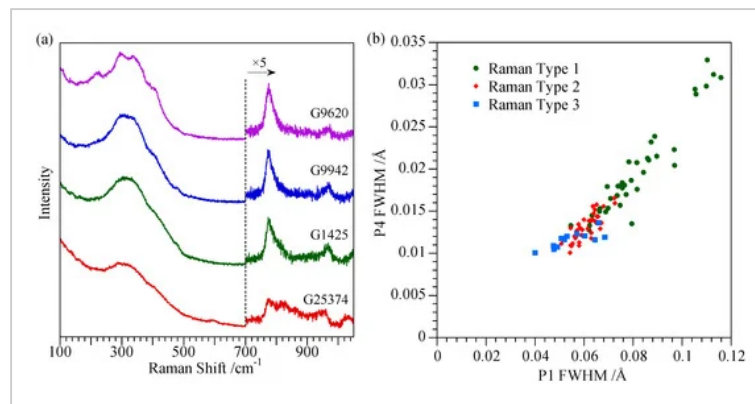 (a)
×5
G9620
G9942
G1425
G25374
Intensity
100 300 500 700 900
Raman Shift /cm⁻¹
(b)
0.035
0.03
0.025
0.02
0.015
0.01
0.005
0
Raman Type 1
Raman Type 2
Raman Type 3
P4 FWHM /Å
0 0.02 0.04 0.06 0.08 0.1 0.12
P1 FWHM /Å